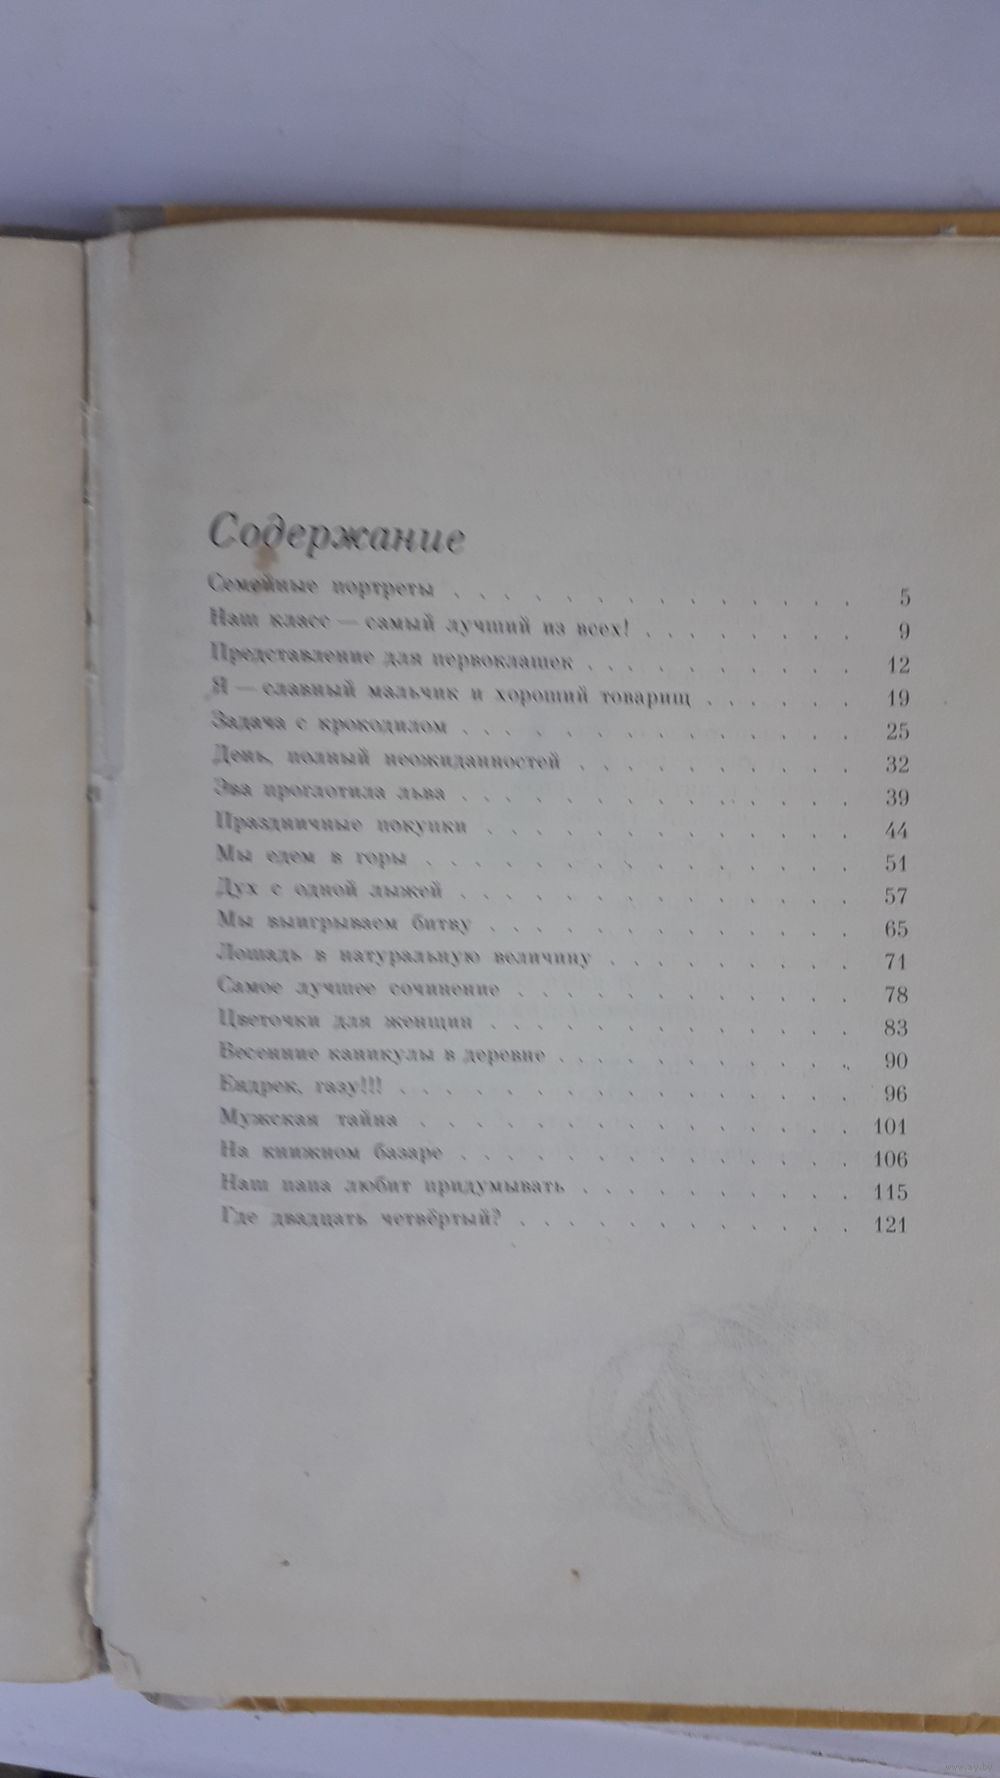 Содержание
Семейные портреты . . . . . . . . . . . . 5
Наш класс — самый лучший из всех! . . . . . . . 9
Представление для первоклашек . . . . . . . . . 12
Я — славный мальчик и хороший товарищ . . . . . 19
Задача с крокодилом . . . . . . . . . . . . 25
День, полный неожиданностей . . . . . . . . . 32
Эва проглотила льва . . . . . . . . . . . . 39
Праздничные покупки . . . . . . . . . . . . 44
Мы едем в горы . . . . . . . . . . . . . 51
Дух с одной лыжей . . . . . . . . . . . . 57
Мы выигрываем битву . . . . . . . . . . . 65
Лошадь в натуральную величину . . . . . . . . 71
Самое лучшее сочинение . . . . . . . . . . 78
Цветочки для женщин . . . . . . . . . . . 83
Весенние каникулы в деревне . . . . . . . . . 90
Ендрек, газу!!! . . . . . . . . . . . . . 96
Мужская тайна . . . . . . . . . . . . . 101
На книжном базаре . . . . . . . . . . . . 106
Наш папа любит придумывать . . . . . . . . . 115
Где двадцать четвёртый? . . . . . . . . . . 121
www.ay.by